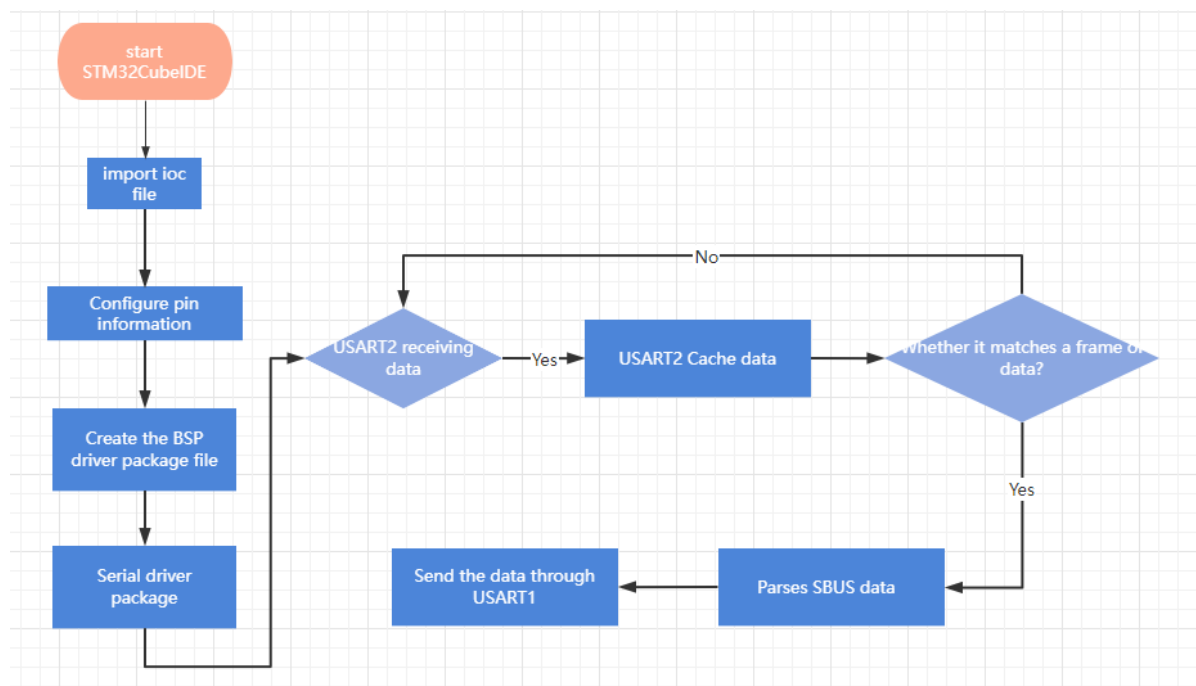 start
STM32CubeIDE
import ioc
file
Configure pin
information
Create the BSP
driver package file
Serial driver
package
USART2 receiving
data
Yes
USART2 Cache data
Whether it matches a frame of
data?
No
Yes
Parses SBUS data
Send the data through
USART1